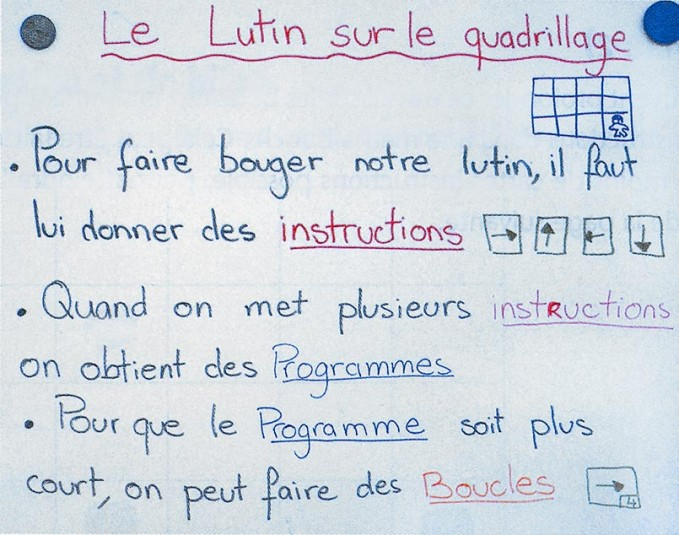 Le Lutin sur le quadrillage
• Pour faire bouger notre lutin, il faut
lui donner des instructions → ↑ ← ↓
• Quand on met plusieurs instructions
on obtient des Programmes
• Pour que le Programme soit plus
court, on peut faire des Boucles → 4